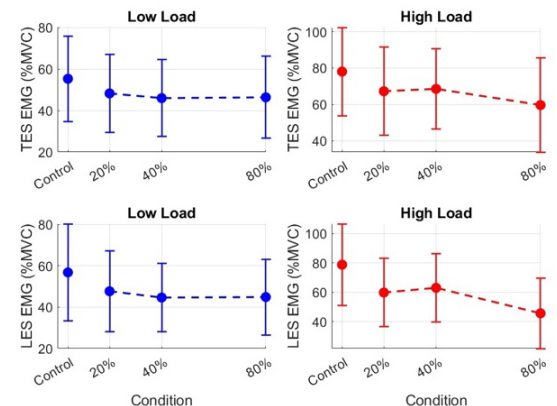 Low Load
High Load
TES EMG (%MVC)
80
60
40
20
Control
20%
40%
80%
TES EMG (%MVC)
100
80
60
40
Control
20%
40%
80%
Low Load
High Load
LES EMG (%MVC)
80
60
40
20
Control
20%
40%
80%
Condition
LES EMG (%MVC)
100
80
60
40
Control
20%
40%
80%
Condition